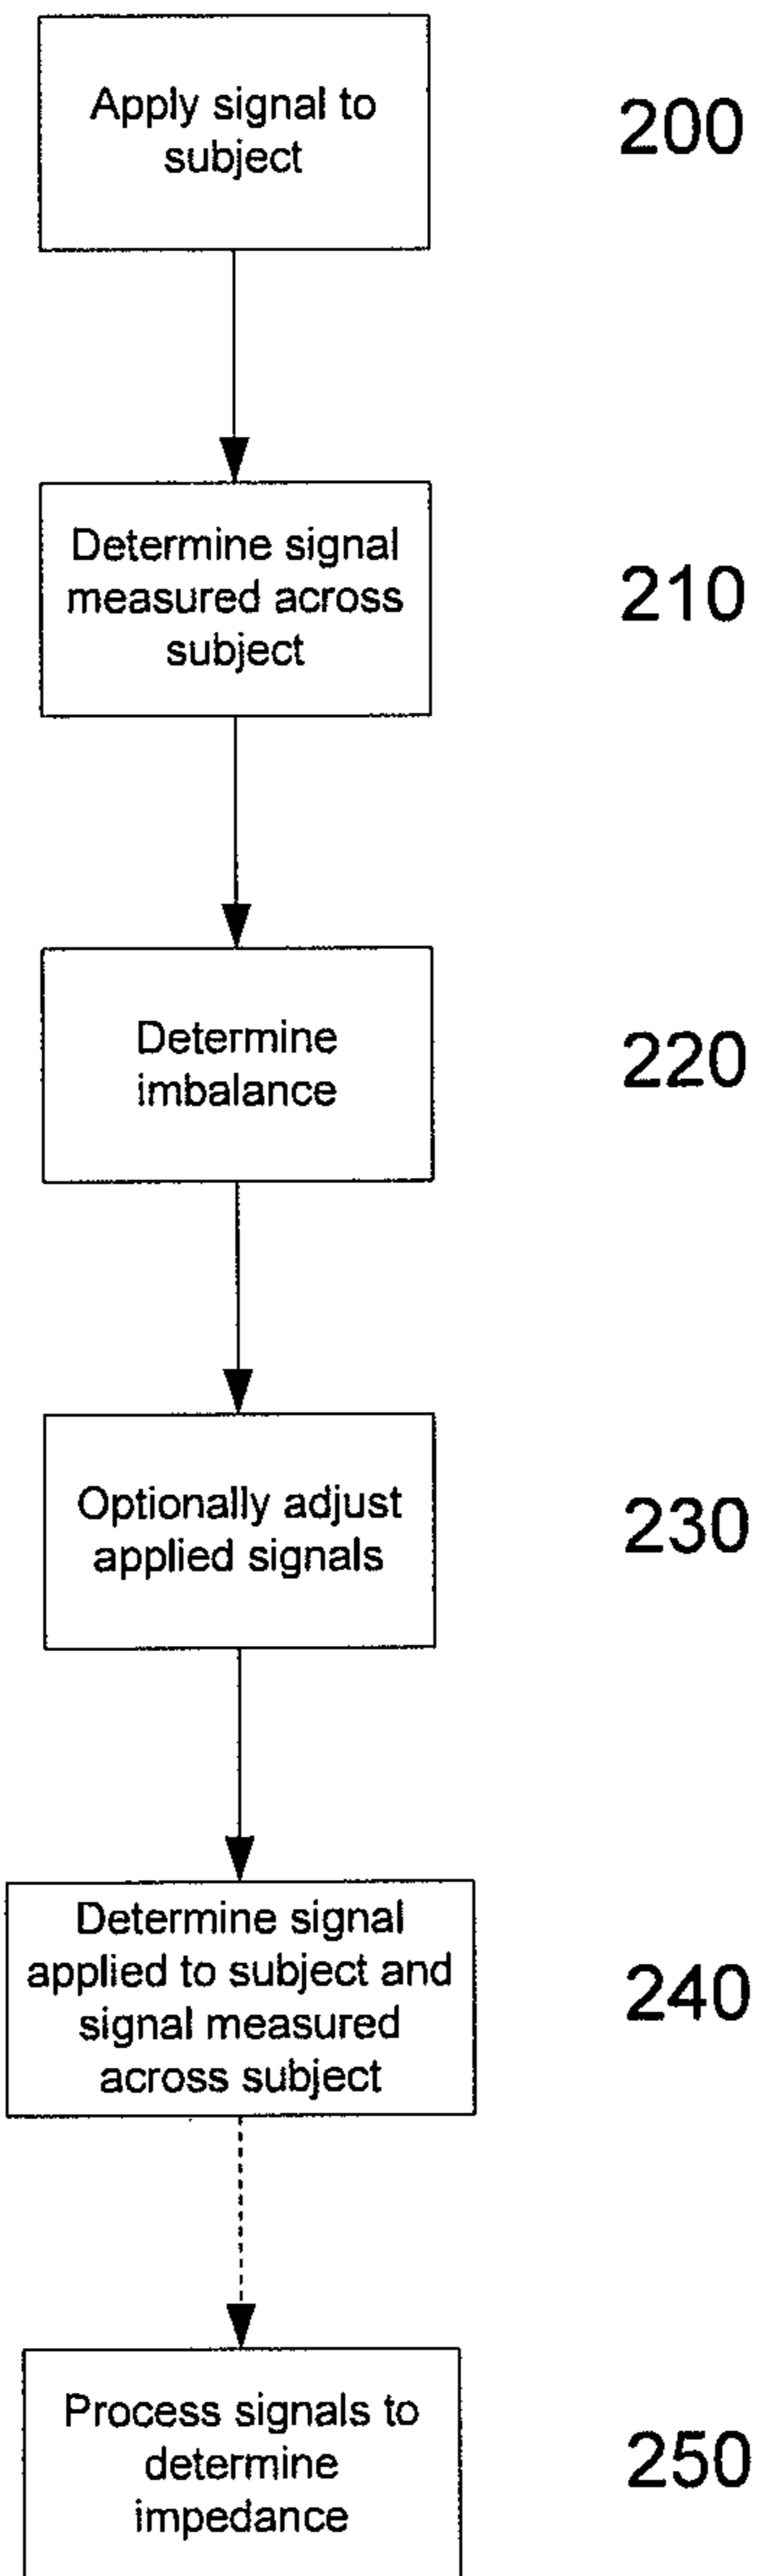 Apply signal to
subject
200
Determine signal
measured across
subject
210
Determine
imbalance
220
Optionally adjust
applied signals
230
Determine signal
applied to subject and
signal measured
across subject
240
Process signals to
determine
impedance
250